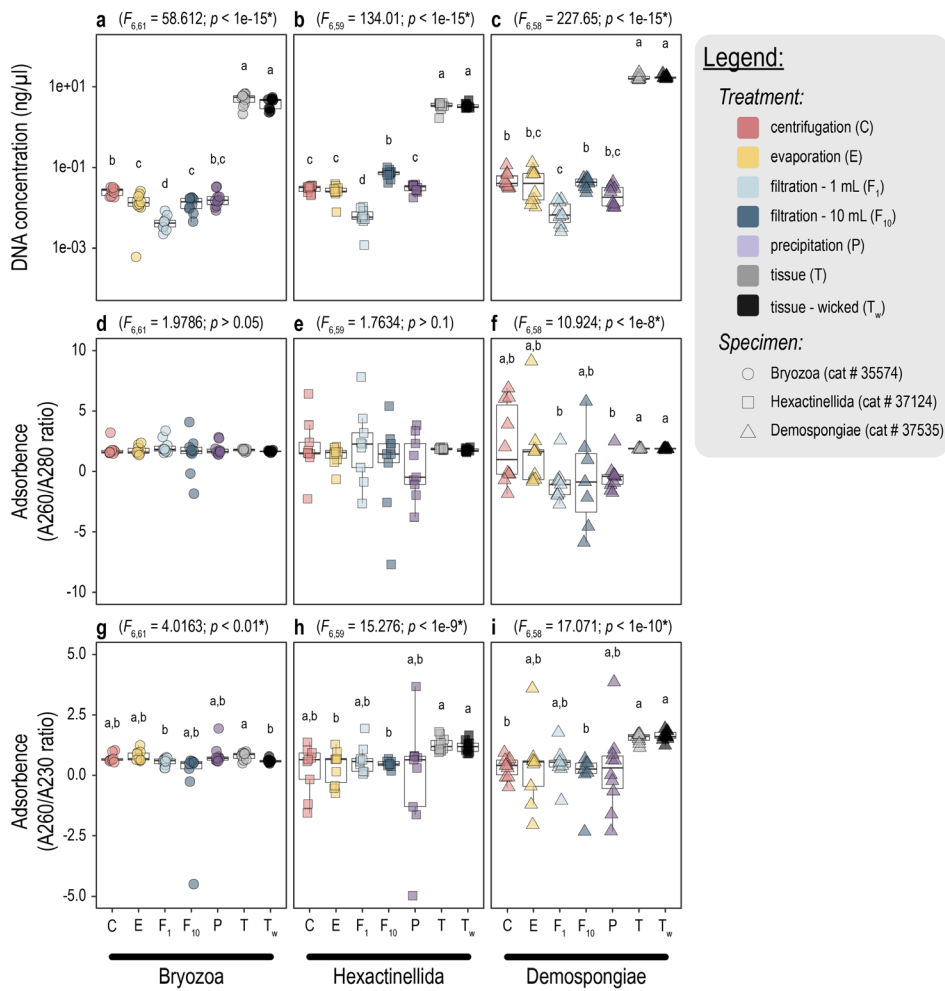 a (F6,61 = 58.612; p < 1e-15*) b (F6,59 = 134.01; p < 1e-15*) c (F6,58 = 227.65; p < 1e-15*)
DNA concentration (ng/µl)
1e+01
1e-01
1e-03
b c d c b,c a a
c c d b c a a
b b,c c b b,c a a
d (F6,61 = 1.9786; p > 0.05) e (F6,59 = 1.7634; p > 0.1) f (F6,58 = 10.924; p < 1e-8*)
Adsorbence
(A260/A280 ratio)
10
5
0
-5
-10
a,b a,b b a,b b a a
g (F6,61 = 4.0163; p < 0.01*) h (F6,59 = 15.276; p < 1e-9*) i (F6,58 = 17.071; p < 1e-10*)
Adsorbence
(A260/A230 ratio)
5.0
2.5
0.0
-2.5
-5.0
a,b a,b b a,b a,b a b
a,b b a,b b a,b a a
b a,b a,b b a,b a a
C E F1 F10 P T Tw C E F1 F10 P T Tw C E F1 F10 P T Tw
Bryozoa Hexactinellida Demospongiae
Legend:
Treatment:
centrifugation (C)
evaporation (E)
filtration - 1 mL (F1)
filtration - 10 mL (F10)
precipitation (P)
tissue (T)
tissue - wicked (Tw)
Specimen:
Bryozoa (cat # 35574)
Hexactinellida (cat # 37124)
Demospongiae (cat # 37535)